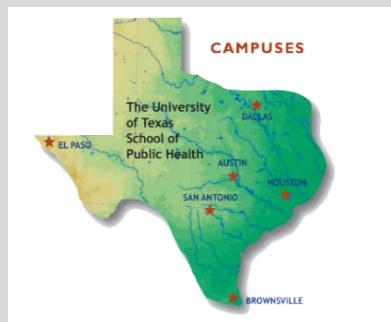 CAMPUSES
The University
of Texas
School of
Public Health
DALLAS
EL PASO
AUSTIN
HOUSTON
SAN ANTONIO
BROWNSVILLE